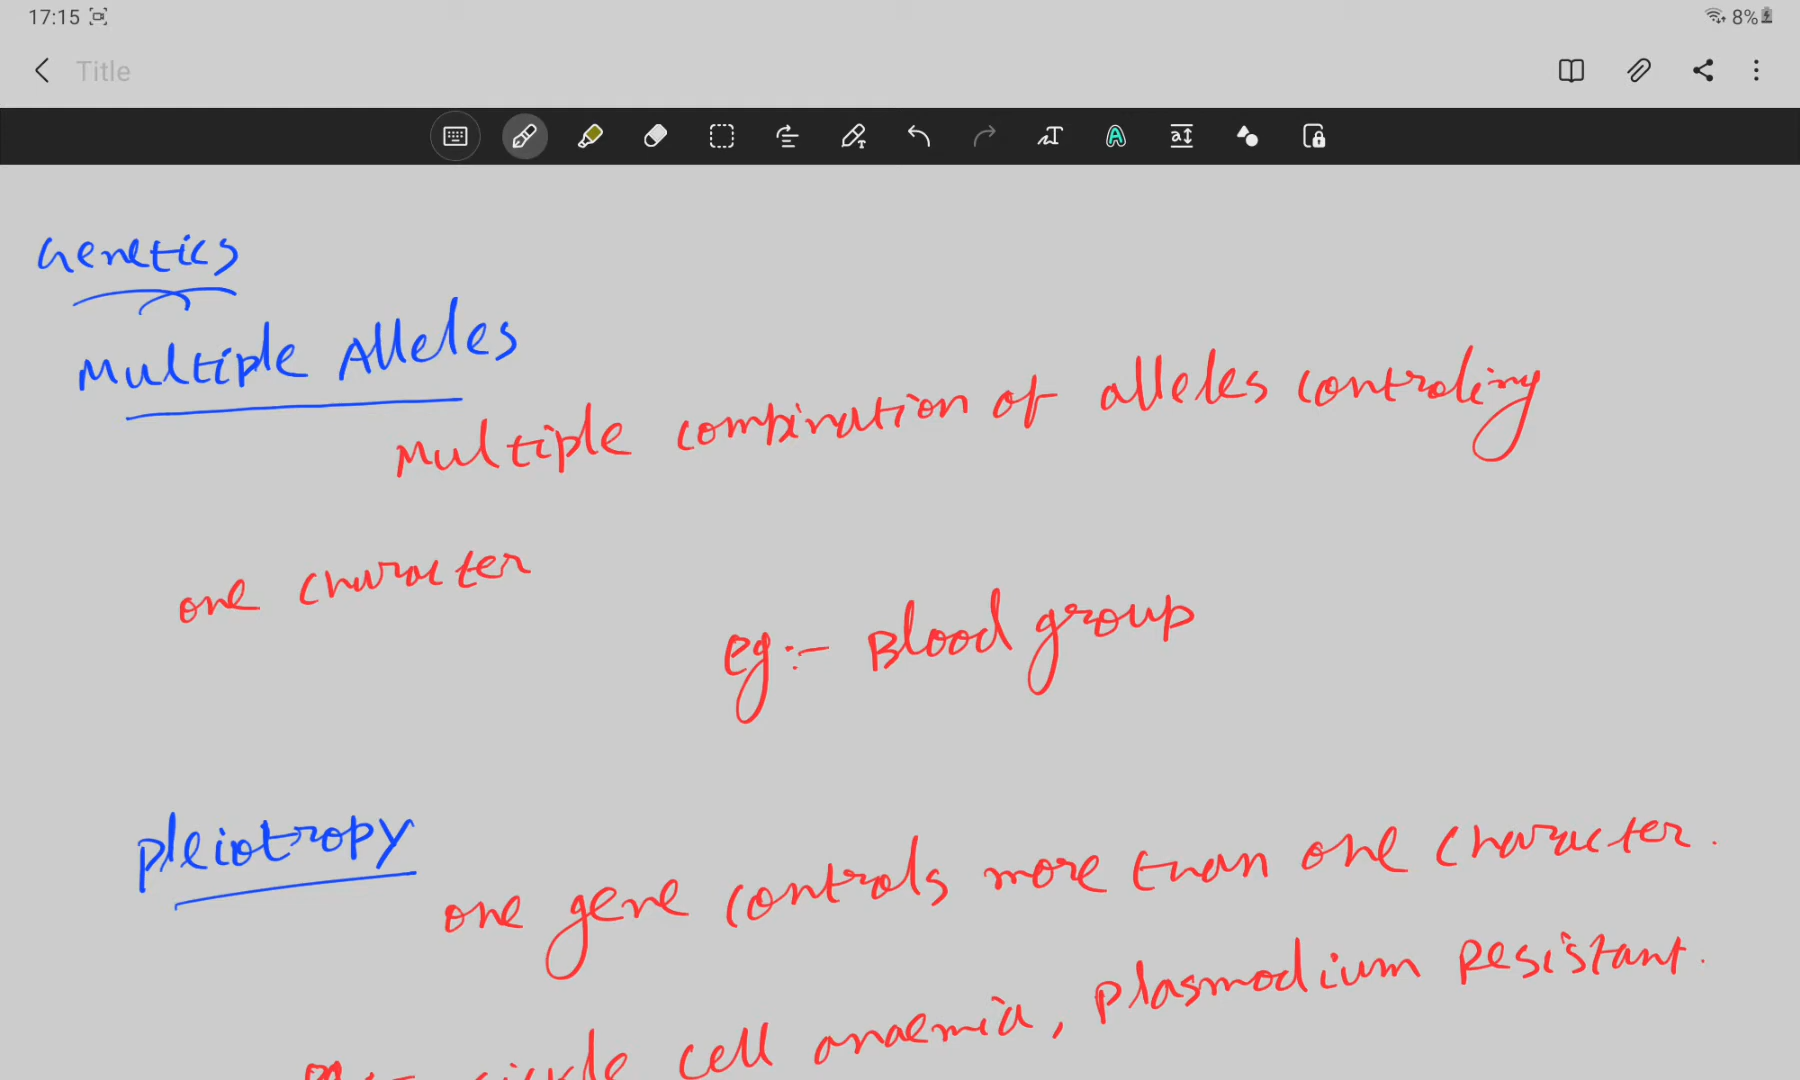 17:15
8%
Title
Genetics
Multiple Alleles
Multiple combination of alleles controling
one character
eg:- Blood group
Pleiotropy
one gene controls more than one character.
sickle cell anaemia, plasmodium Resistant.